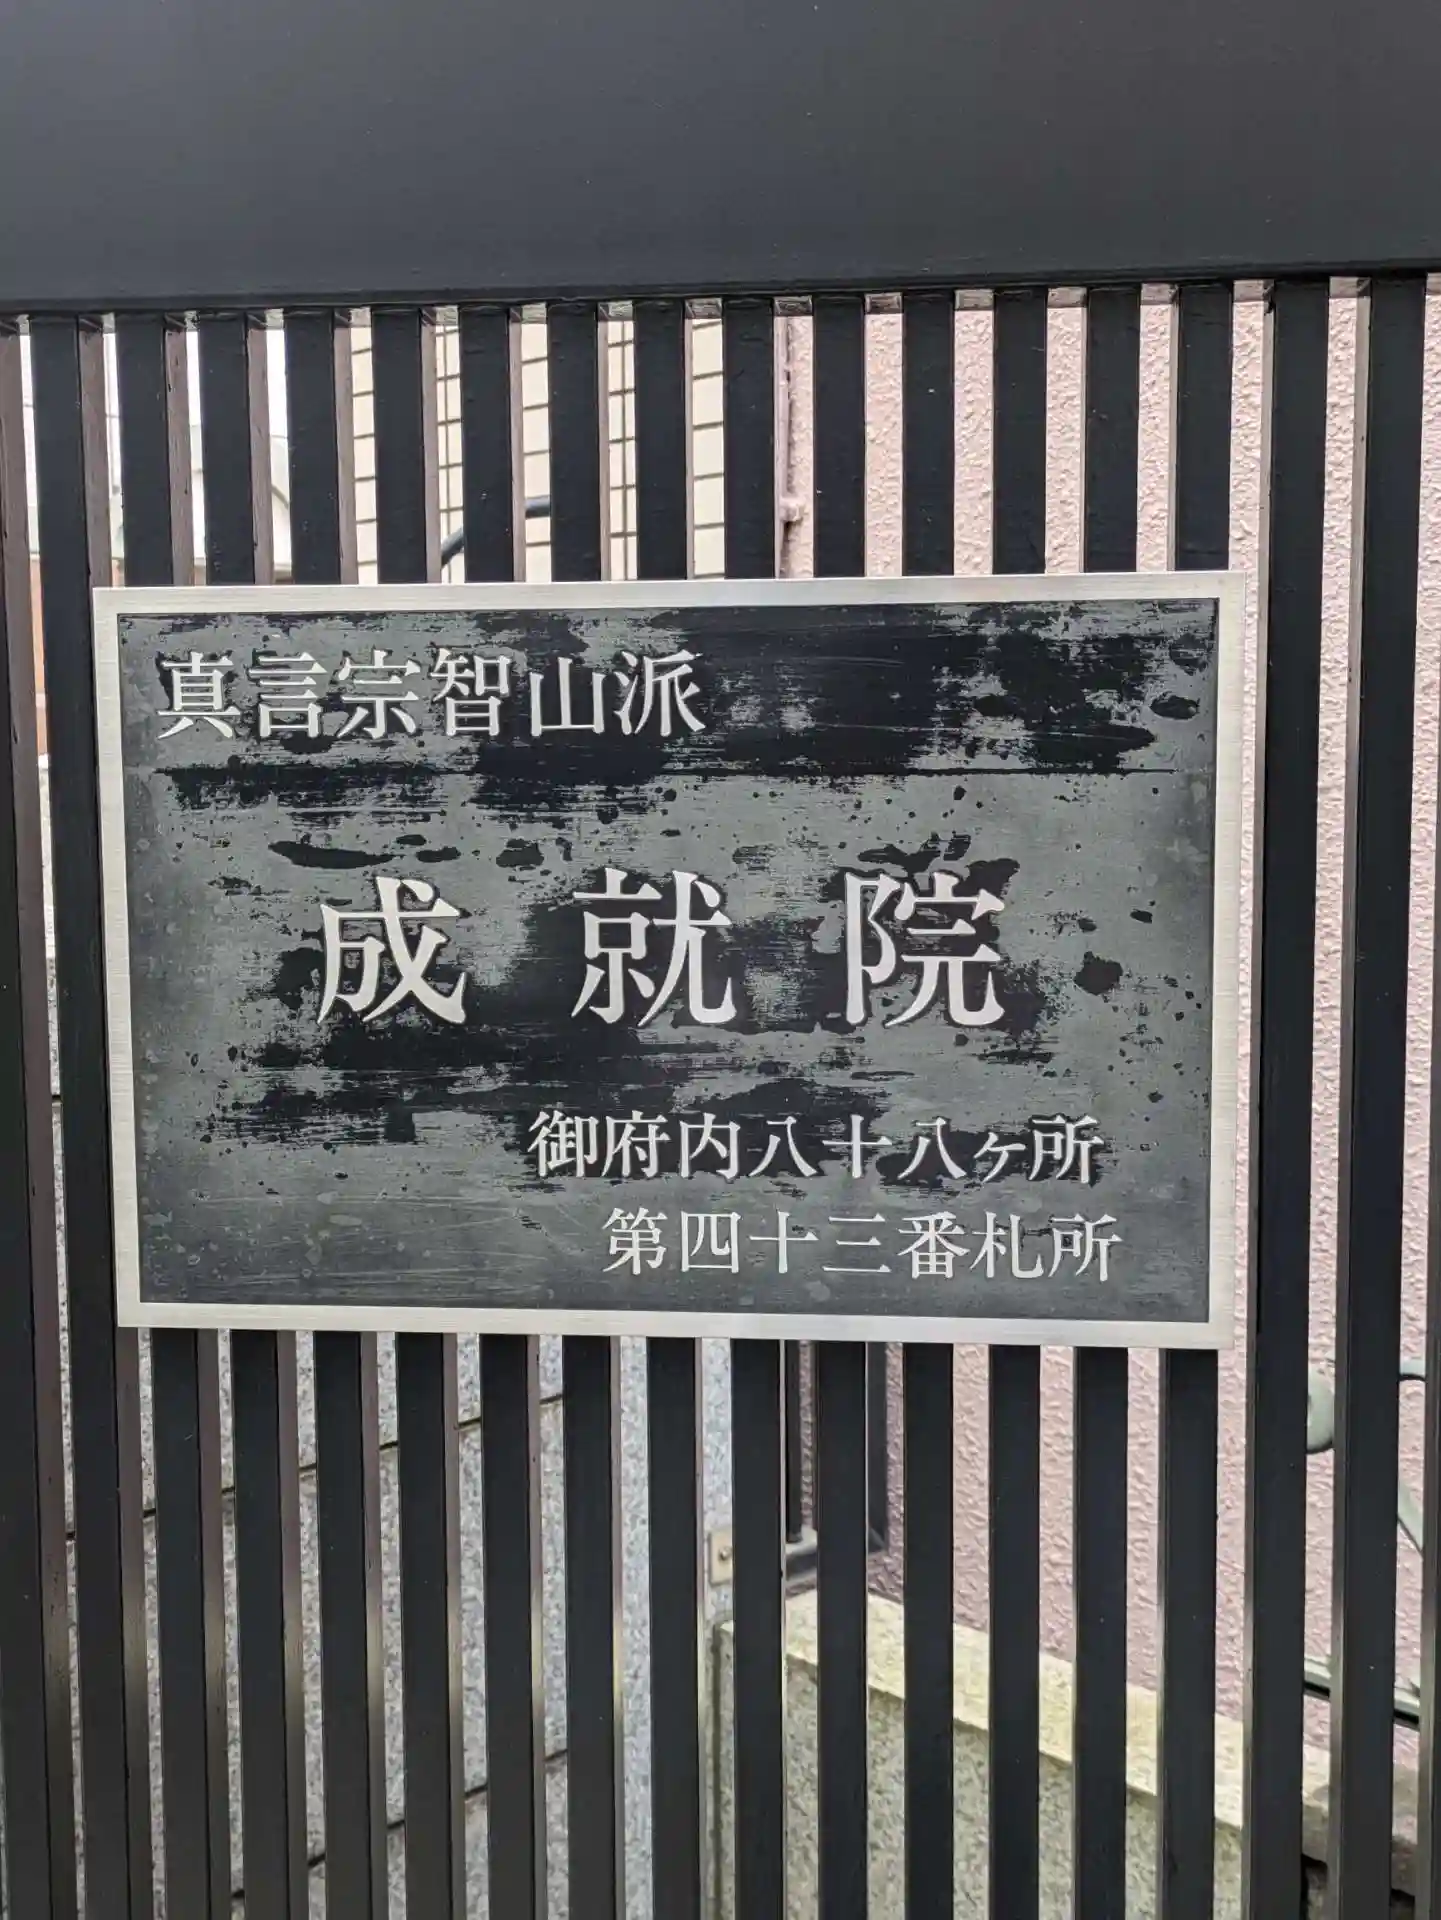 真言宗智山派
成就院
御府内八十八ヶ所
第四十三番札所